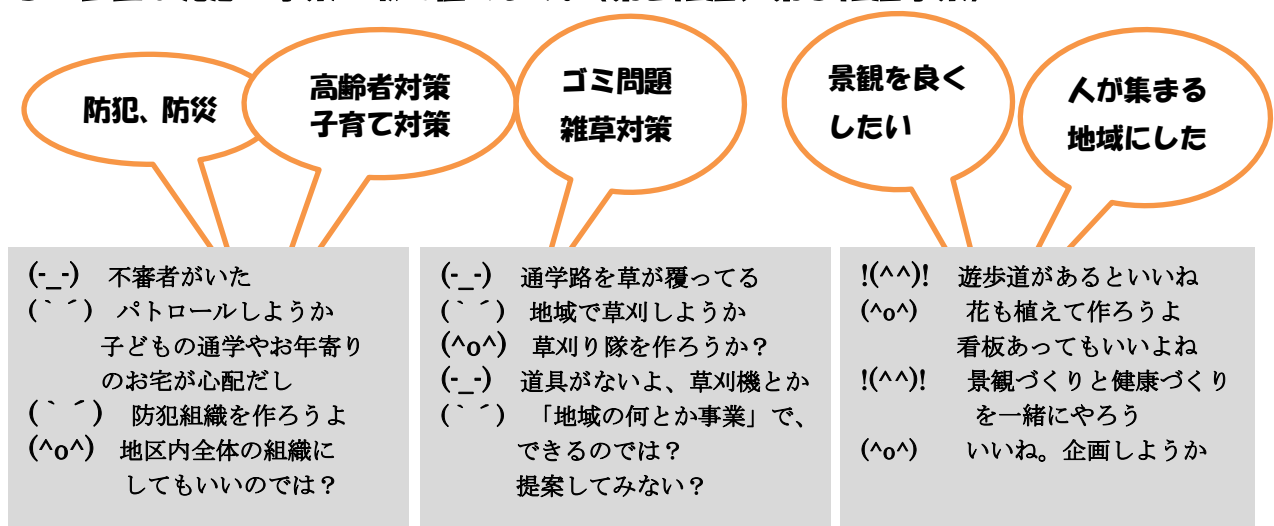 防犯、防災
高齢者対策
子育て対策
ゴミ問題
雑草対策
景観を良く
したい
人が集まる
地域にした
(-_-) 不審者がいた
(｀´) パトロールしようか
子どもの通学やお年寄り
のお宅が心配だし
(｀´) 防犯組織を作ろうよ
(^o^) 地区内全体の組織に
してもいいのでは？
(-_-) 通学路を草が覆ってる
(｀´) 地域で草刈しようか
(^o^) 草刈り隊を作ろうか？
(-_-) 道具がないよ、草刈機とか
(｀´) 「地域の何とか事業」で、
できるのでは？
提案してみない？
!(^^)! 遊歩道があるといいね
(^o^) 花も植えて作ろうよ
看板あってもいいよね
!(^^)! 景観づくりと健康づくり
を一緒にやろう
(^o^) いいね。企画しようか